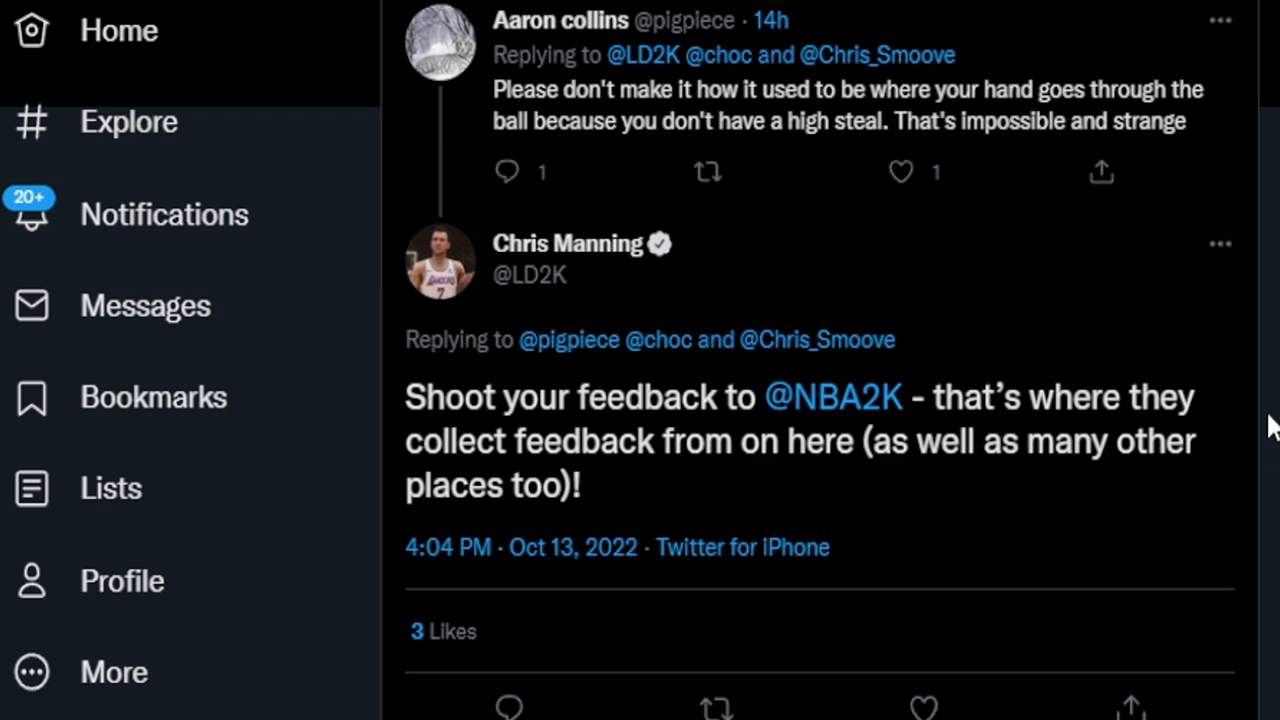 Home
Explore
20+
Notifications
Messages
Bookmarks
Lists
Profile
More
Aaron collins @pigpiece · 14h
Replying to @LD2K @choc and @Chris_Smoove
Please don't make it how it used to be where your hand goes through the
ball because you don't have a high steal. That's impossible and strange
1 1
Chris Manning
@LD2K
Replying to @pigpiece @choc and @Chris_Smoove
Shoot your feedback to @NBA2K - that’s where they
collect feedback from on here (as well as many other
places too)!
4:04 PM · Oct 13, 2022 · Twitter for iPhone
3 Likes